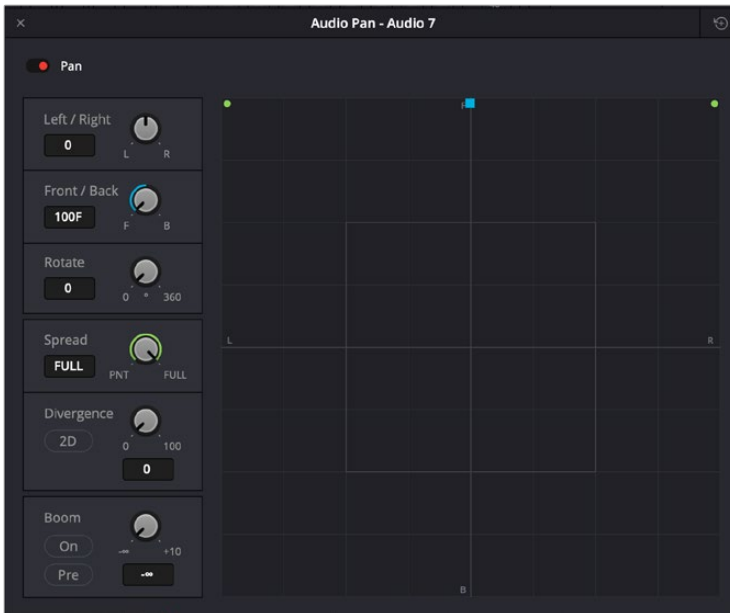 Audio Pan - Audio 7
Pan
Left / Right
0
L R
Front / Back
100F
F B
Rotate
0
0 ° 360
Spread
FULL
PNT FULL
Divergence
2D
0 100
0
Boom
On
-∞ +10
Pre
-∞
F
L R
B